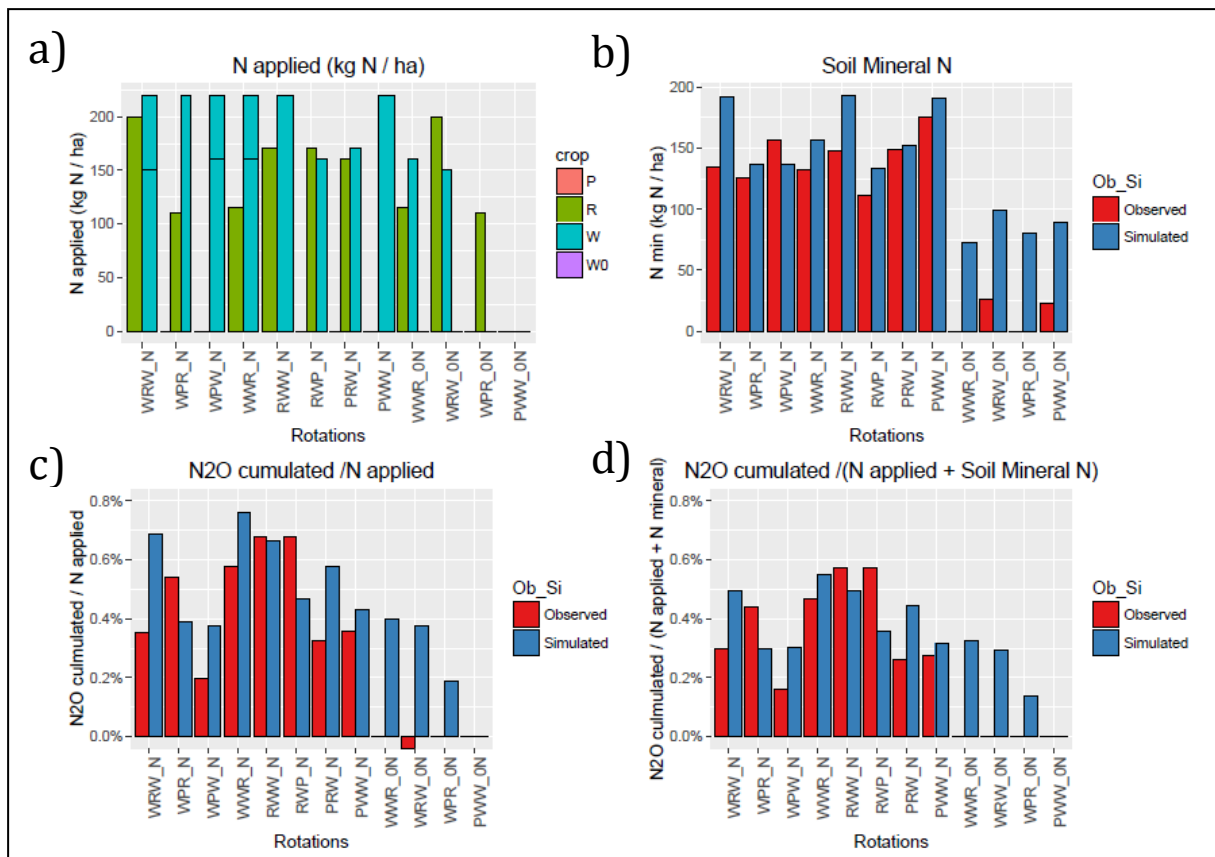 a)
N applied (kg N / ha)
N applied (kg N / ha)
200
150
100
50
0
WRW_N
WPR_N
WPW_N
WWR_N
RWW_N
RWP_N
PRW_N
PWW_N
WWR_0N
WRW_0N
WPR_0N
PWW_0N
Rotations
crop
P
R
W
W0
b)
Soil Mineral N
N min (kg N / ha)
200
150
100
50
0
WRW_N
WPR_N
WPW_N
WWR_N
RWW_N
RWP_N
PRW_N
PWW_N
WWR_0N
WRW_0N
WPR_0N
PWW_0N
Rotations
Ob_Si
Observed
Simulated
c)
N2O cumulated /N applied
N2O culmulated / N applied
0.8%
0.6%
0.4%
0.2%
0.0%
WRW_N
WPR_N
WPW_N
WWR_N
RWW_N
RWP_N
PRW_N
PWW_N
WWR_0N
WRW_0N
WPR_0N
PWW_0N
Rotations
Ob_Si
Observed
Simulated
d)
N2O cumulated /(N applied + Soil Mineral N)
N2O culmulated / (N applied + N mineral)
0.8%
0.6%
0.4%
0.2%
0.0%
WRW_N
WPR_N
WPW_N
WWR_N
RWW_N
RWP_N
PRW_N
PWW_N
WWR_0N
WRW_0N
WPR_0N
PWW_0N
Rotations
Ob_Si
Observed
Simulated